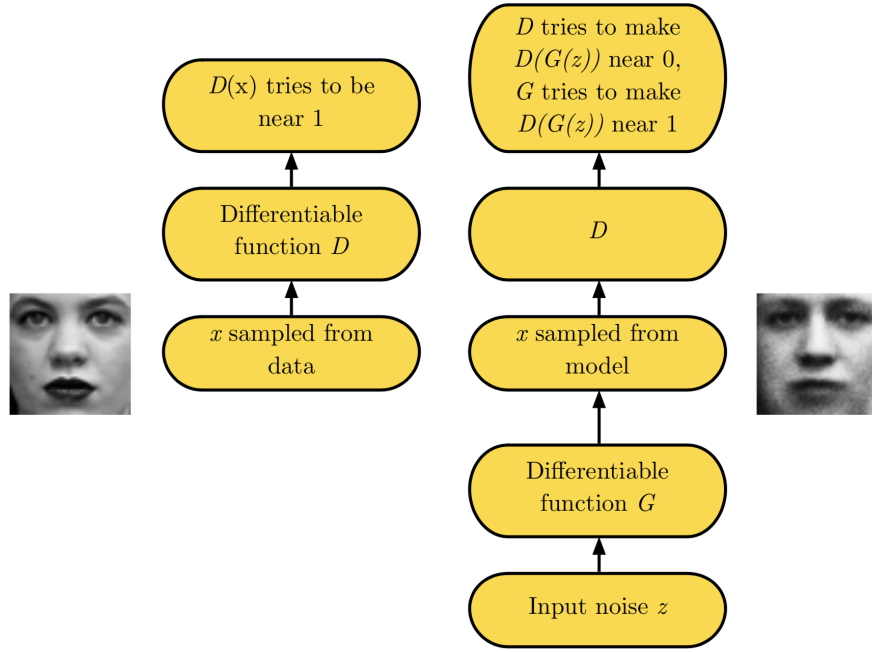 D(x) tries to be
near 1
Differentiable
function D
x sampled from
data
D tries to make
D(G(z)) near 0,
G tries to make
D(G(z)) near 1
D
x sampled from
model
Differentiable
function G
Input noise z